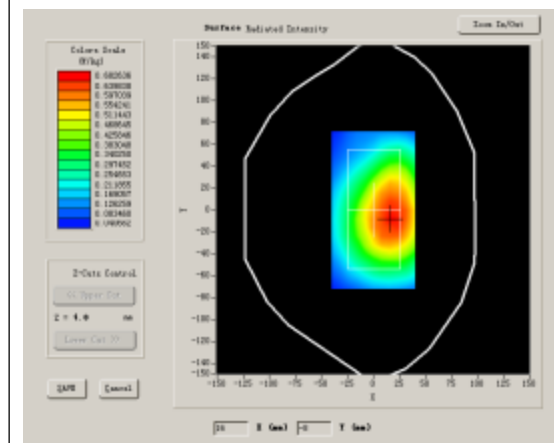 Surface Radiated Intensity
Zoom In/Out
Colors Scale
(W/kg)
0.682636
0.639838
0.597039
0.554241
0.511443
0.468645
0.425846
0.383048
0.340250
0.297452
0.254653
0.211855
0.169057
0.126259
0.083460
0.040662
150
140
120
100
80
60
40
20
0
-20
-40
-60
-80
-100
-120
-140
-150
Y
-150 -125 -100 -75 -50 -25 0 25 50 75 100 125 150
X
Z-Cuts Control
Upper Cut
Z = 4.0 mm
Lower Cut
SAVE
Cancel
X (mm)
Y (mm)